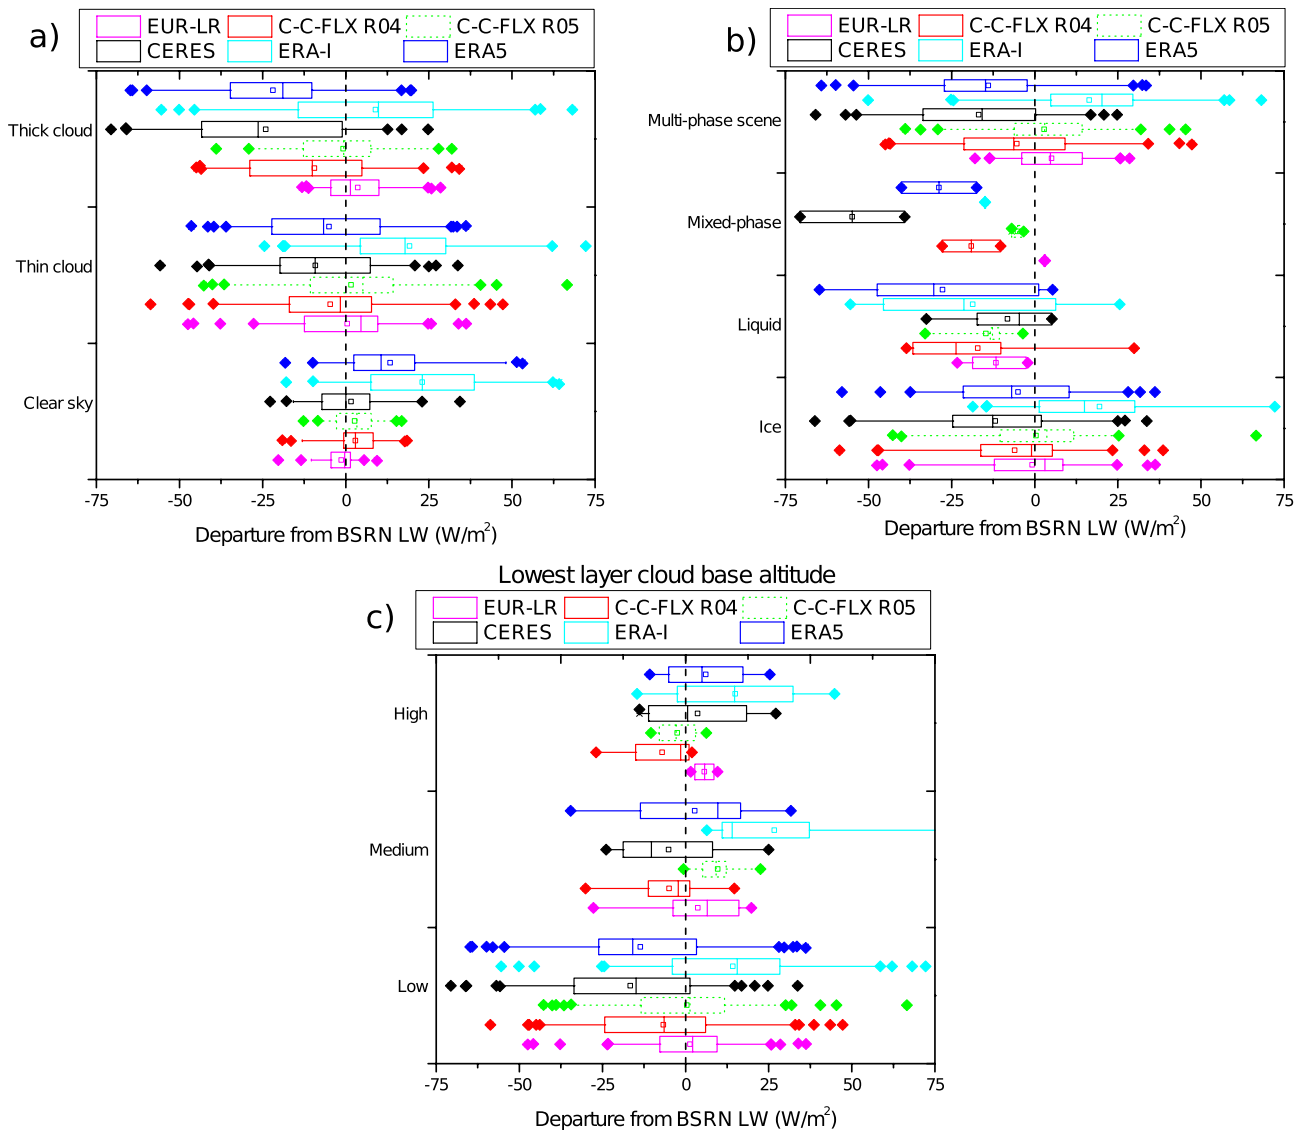 a)
EUR-LR C-C-FLX R04 C-C-FLX R05
CERES ERA-I ERA5
Thick cloud
Thin cloud
Clear sky
-75 -50 -25 0 25 50 75
Departure from BSRN LW (W/m²)
b)
EUR-LR C-C-FLX R04 C-C-FLX R05
CERES ERA-I ERA5
Multi-phase scene
Mixed-phase
Liquid
Ice
-75 -50 -25 0 25 50 75
Departure from BSRN LW (W/m²)
Lowest layer cloud base altitude
c)
EUR-LR C-C-FLX R04 C-C-FLX R05
CERES ERA-I ERA5
High
Medium
Low
-75 -50 -25 0 25 50 75
Departure from BSRN LW (W/m²)